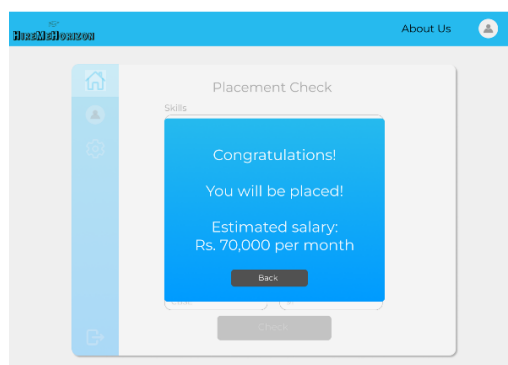 HireMeHorizon
About Us
Placement Check
Skills
Congratulations!
You will be placed!
Estimated salary:
Rs. 70,000 per month
Back
Check